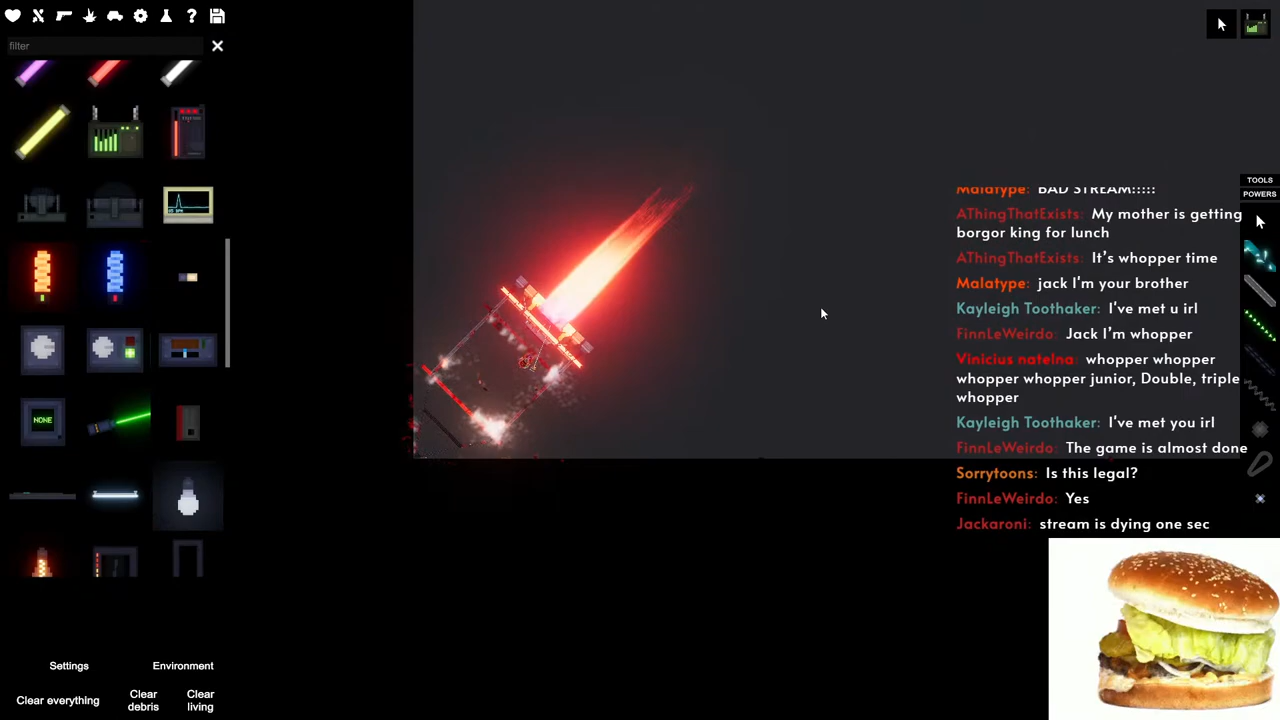 filter
TOOLS
POWERS
Malatype: BAD STREAM!!!!!
AThingThatExists: My mother is getting
borgor king for lunch
AThingThatExists: It's whopper time
Malatype: jack I'm your brother
Kayleigh Toothaker: I've met u irl
FinnLeWeirdo: Jack I'm whopper
Vinicius natelna: whopper whopper
whopper whopper junior, Double, triple
whopper
Kayleigh Toothaker: I've met you irl
FinnLeWeirdo: The game is almost done
Sorrytoons: Is this legal?
FinnLeWeirdo: Yes
Jackaroni: stream is dying one sec
NONE
Settings
Environment
Clear everything
Clear
debris
Clear
living